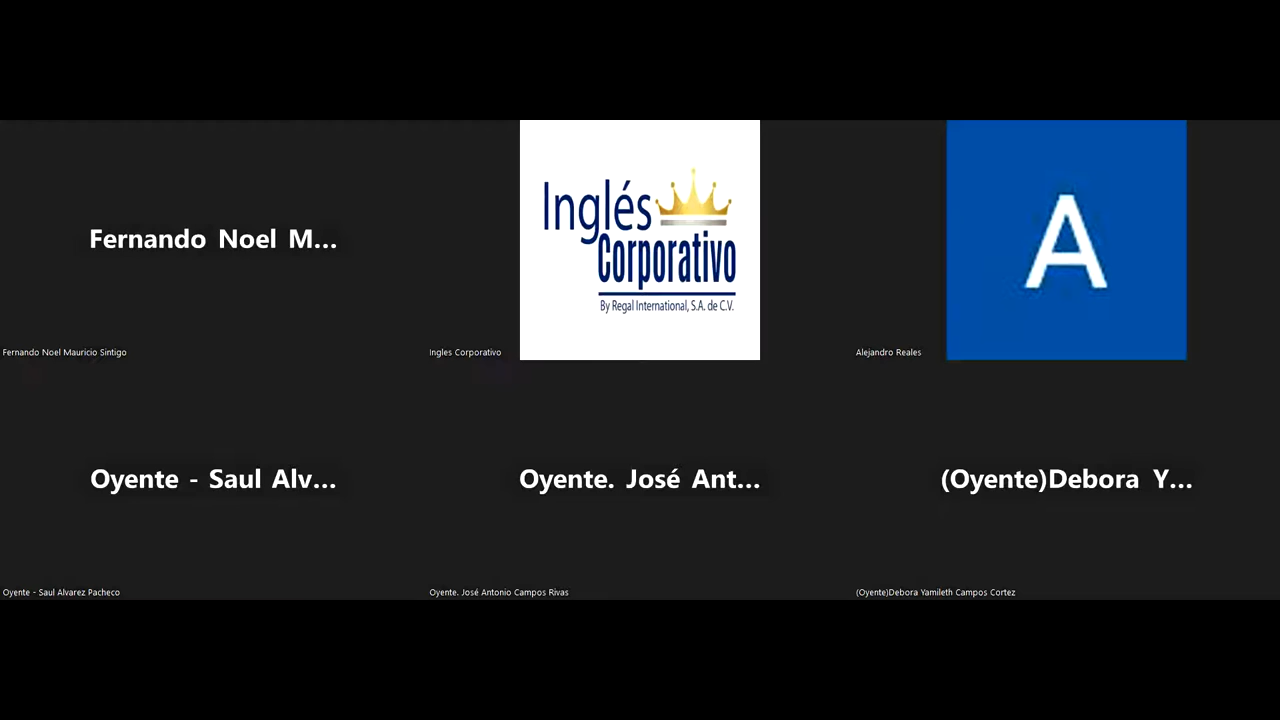 Fernando Noel M...
Fernando Noel Mauricio Sintigo
Inglés
Corporativo
By Regal International, S.A. de C.V.
Ingles Corporativo
A
Alejandro Reales
Oyente - Saul Alv...
Oyente - Saul Alvarez Pacheco
Oyente. José Ant...
Oyente. José Antonio Campos Rivas
(Oyente)Debora Y...
(Oyente)Debora Yamileth Campos Cortez